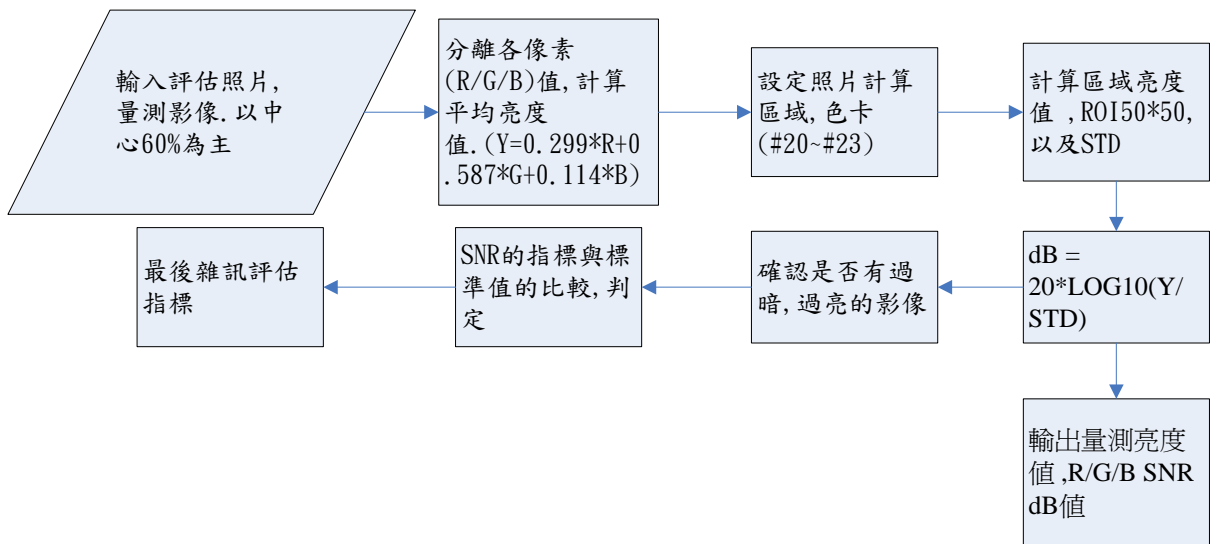 輸入評估照片,
量測影像.以中
心60%為主
分離各像素
(R/G/B)值,計算
平均亮度
值.(Y=0.299*R+0
.587*G+0.114*B)
設定照片計算
區域,色卡
(#20~#23)
計算區域亮度
值 ,ROI50*50,
以及STD
dB =
20*LOG10(Y/
STD)
確認是否有過
暗,過亮的影像
SNR的指標與標
準值的比較,判
定
最後雜訊評估
指標
輸出量測亮度
值 ,R/G/B SNR
dB值